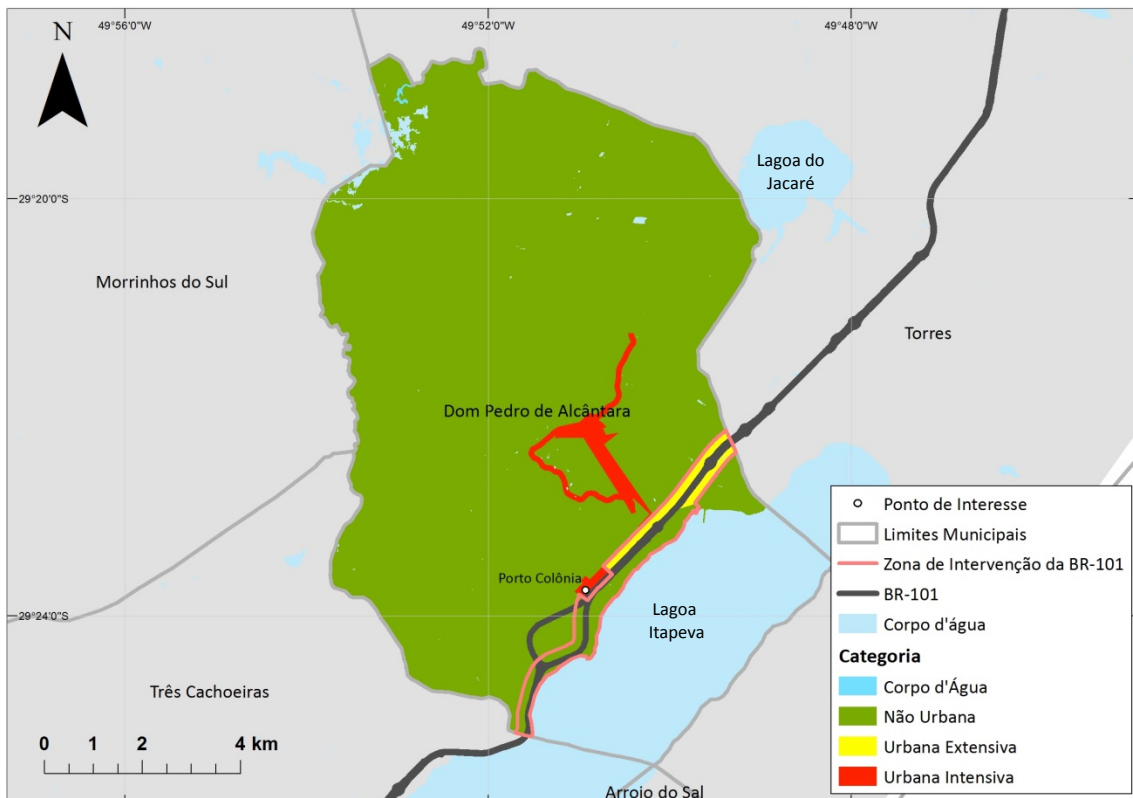 49°56'0"W
49°52'0"W
49°48'0"W
N
29°20'0"S
Lagoa do
Jacaré
Morrinhos do Sul
Torres
Dom Pedro de Alcântara
Porto Colônia
29°24'0"S
Lagoa
Itapeva
Três Cachoeiras
0 1 2 4 km
Arroio do Sal
Ponto de Interesse
Limites Municipais
Zona de Intervenção da BR-101
BR-101
Corpo d'água
Categoria
Corpo d'Água
Não Urbana
Urbana Extensiva
Urbana Intensiva